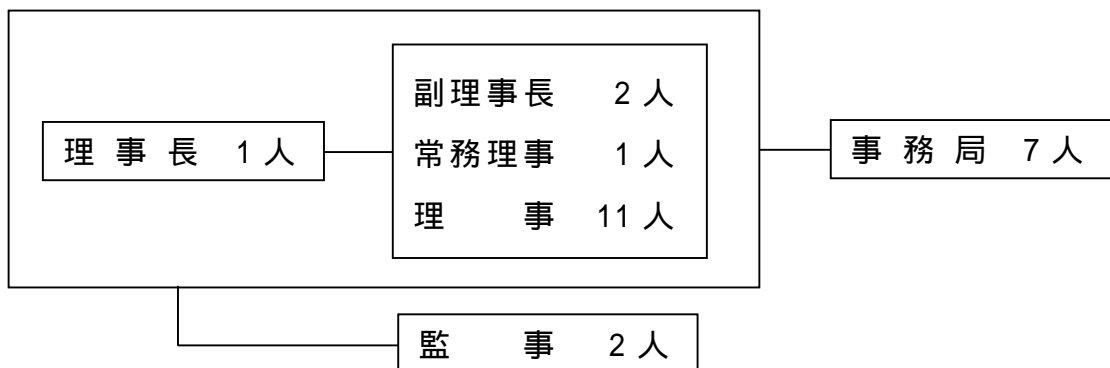 副理事長 2人
理事長 1人
常務理事 1人
事務局 7人
理事 11人
監事 2人